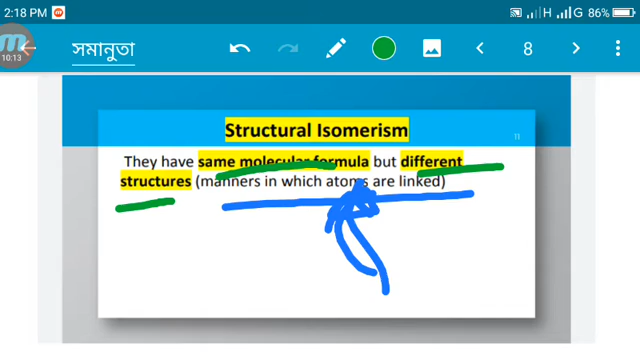 2:18 PM H G 86%
10:13 সমানুতা 8
Structural Isomerism
11
They have same molecular formula but different
structures (manners in which atoms are linked)